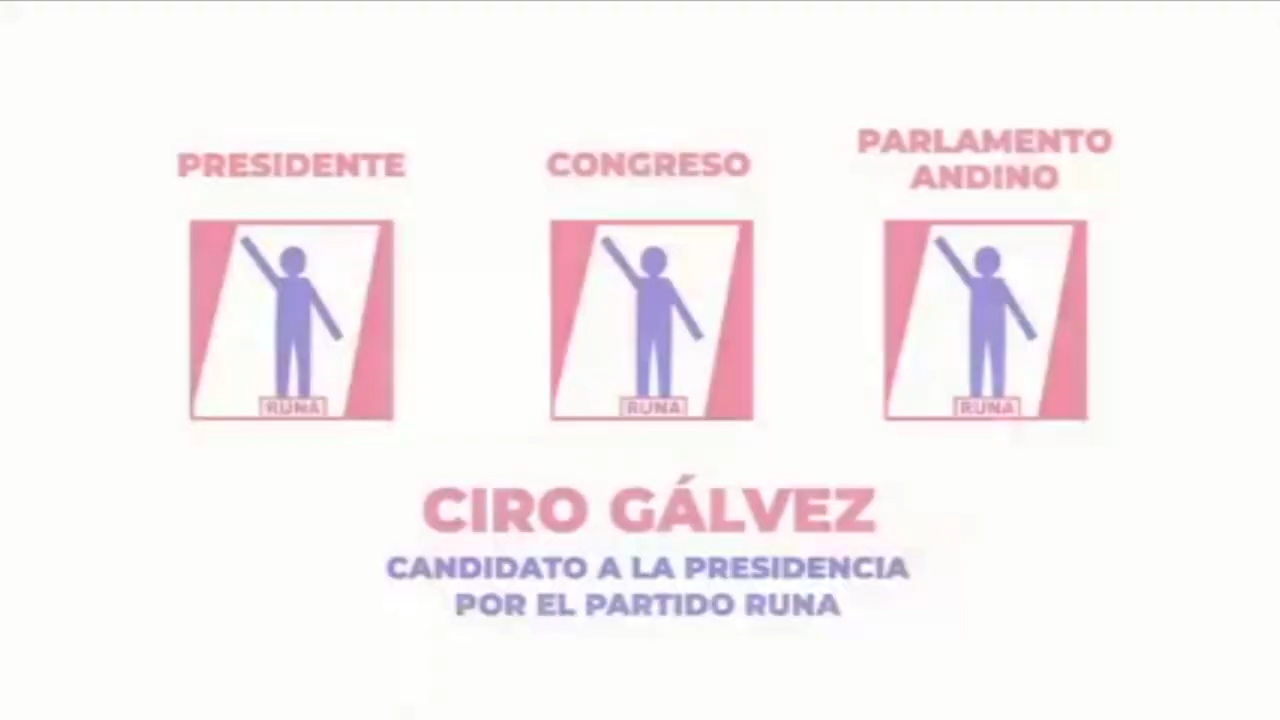 PRESIDENTE
CONGRESO
PARLAMENTO
ANDINO
RUNA
RUNA
RUNA
CIRO GÁLVEZ
CANDIDATO A LA PRESIDENCIA
POR EL PARTIDO RUNA